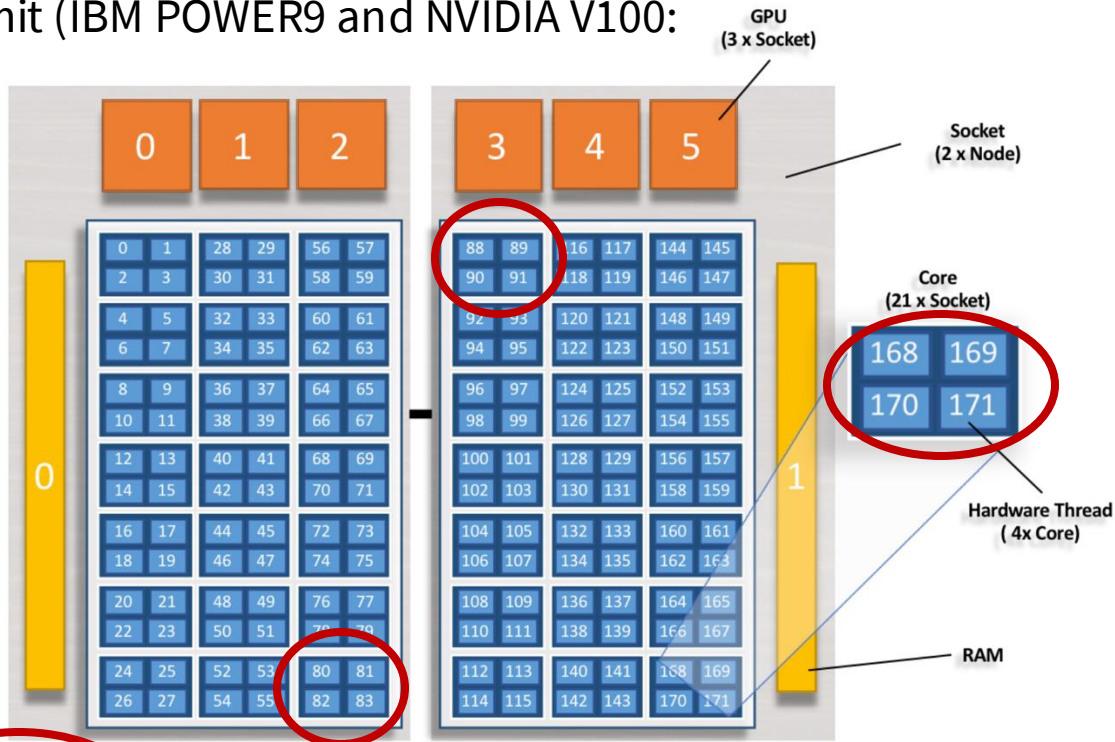 nit (IBM POWER9 and NVIDIA V100:
GPU
(3 x Socket)
Socket
(2 x Node)
0 1 2 3 4 5
0 1 28 29 56 57 88 89 116 117 144 145
2 3 30 31 58 59 90 91 118 119 146 147
Core
(21 x Socket)
4 5 32 33 60 61 92 93 120 121 148 149
6 7 34 35 62 63 94 95 122 123 150 151
168 169
170 171
8 9 36 37 64 65 96 97 124 125 152 153
10 11 38 39 66 67 98 99 126 127 154 155
12 13 40 41 68 69 100 101 128 129 156 157
0
1
14 15 42 43 70 71 102 103 130 131 158 159
Hardware Thread
( 4x Core)
16 17 44 45 72 73 104 105 132 133 160 161
18 19 46 47 74 75 106 107 134 135 162 163
20 21 48 49 76 77 108 109 136 137 164 165
22 23 50 51 78 79 110 111 138 139 166 167
RAM
24 25 52 53 80 81 112 113 140 141 168 169
26 27 54 55 82 83 114 115 142 143 170 171